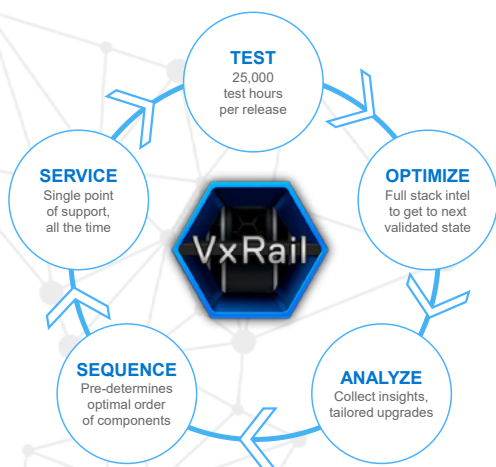 TEST
25,000
test hours
per release
OPTIMIZE
Full stack intel
to get to next
validated state
ANALYZE
Collect insights,
tailored upgrades
SEQUENCE
Pre-determines
optimal order
of components
SERVICE
Single point
of support,
all the time
VxRail